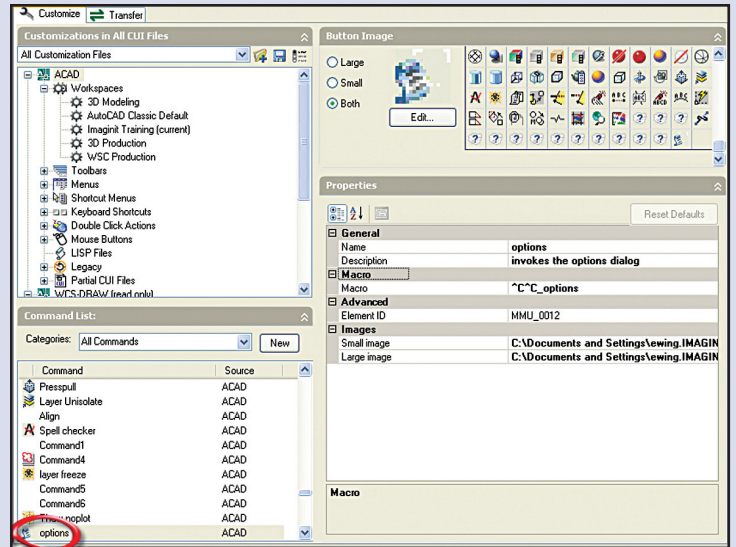 Customize Transfer
Customizations in All CUI Files
All Customization Files
ACAD
Workspaces
3D Modeling
AutoCAD Classic Default
Imaginit Training (current)
3D Production
WSC Production
Toolbars
Menus
Shortcut Menus
Keyboard Shortcuts
Double Click Actions
Mouse Buttons
LISP Files
Legacy
Partial CUI Files
WCS-DRAW (read only)
Command List:
Categories: All Commands New
Command Source
Presspull ACAD
Layer Unisolate ACAD
Align ACAD
Spell checker ACAD
Command1 ACAD
Command4 ACAD
layer freeze ACAD
Command5 ACAD
Command6 ACAD
noplot ACAD
options ACAD
Button Image
Large
Small
Both
Edit...
Properties
Reset Defaults
General
Name options
Description invokes the options dialog
Macro
Macro ^C^C_options
Advanced
Element ID MMU_0012
Images
Small image C:\Documents and Settings\ewing.IMAGIN
Large image C:\Documents and Settings\ewing.IMAGIN
Macro